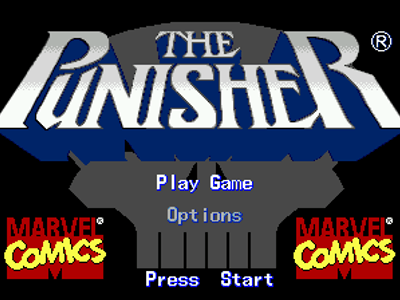 THE
PUNISHER®
Play Game
Options
MARVEL® MARVEL®
COMICS COMICS
Press Start